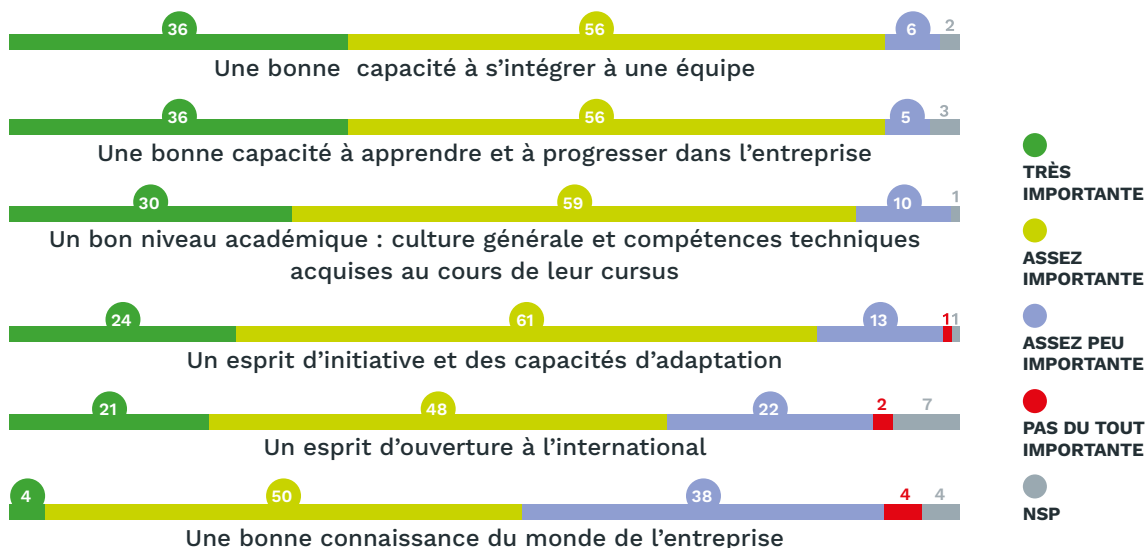 36 56 6 2
Une bonne capacité à s’intégrer à une équipe
36 56 5 3
Une bonne capacité à apprendre et à progresser dans l’entreprise
30 59 10 1
Un bon niveau académique : culture générale et compétences techniques
acquises au cours de leur cursus
24 61 13 1 1
Un esprit d’initiative et des capacités d’adaptation
21 48 22 2 7
Un esprit d’ouverture à l’international
4 50 38 4 4
Une bonne connaissance du monde de l’entreprise
TRÈS
IMPORTANTE
ASSEZ
IMPORTANTE
ASSEZ PEU
IMPORTANTE
PAS DU TOUT
IMPORTANTE
NSP